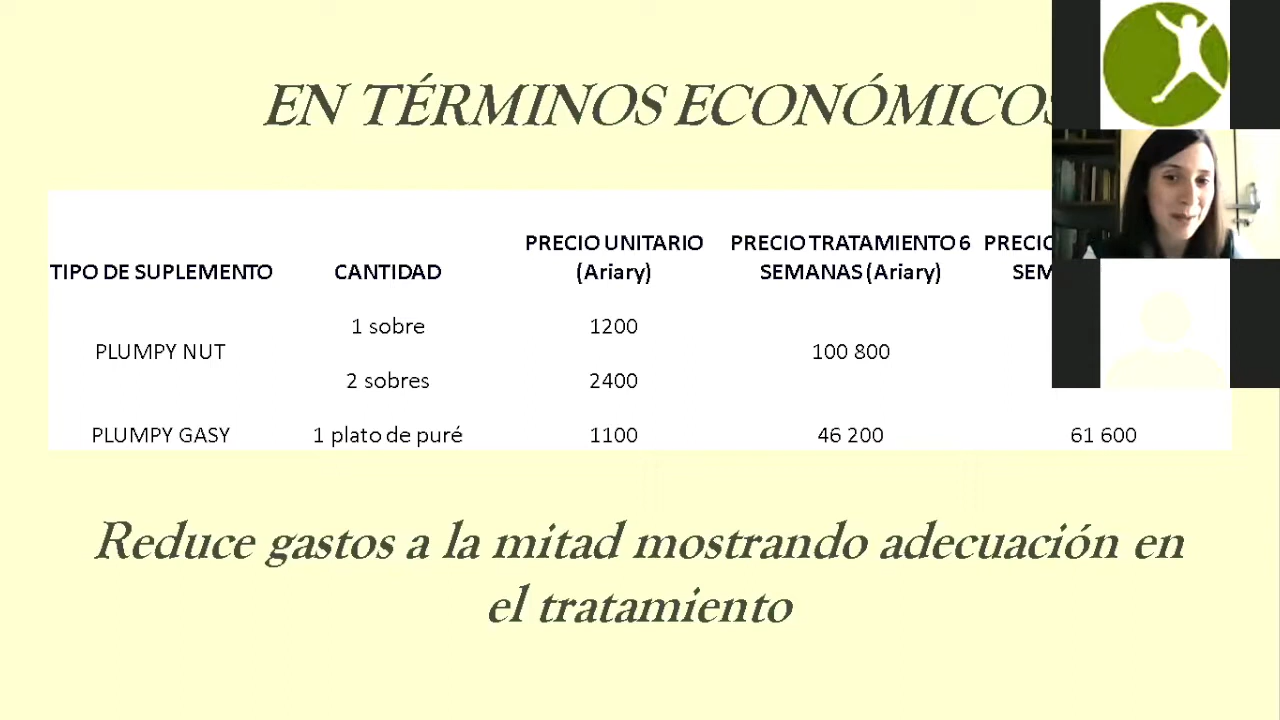 EN TÉRMINOS ECONÓMICOS
PRECIO UNITARIO PRECIO TRATAMIENTO 6 PRECIO
TIPO DE SUPLEMENTO CANTIDAD (Ariary) SEMANAS (Ariary)
1 sobre 1200
PLUMPY NUT 100 800
2 sobres 2400
PLUMPY GASY 1 plato de puré 1100 46 200 61 600
Reduce gastos a la mitad mostrando adecuación en
el tratamiento